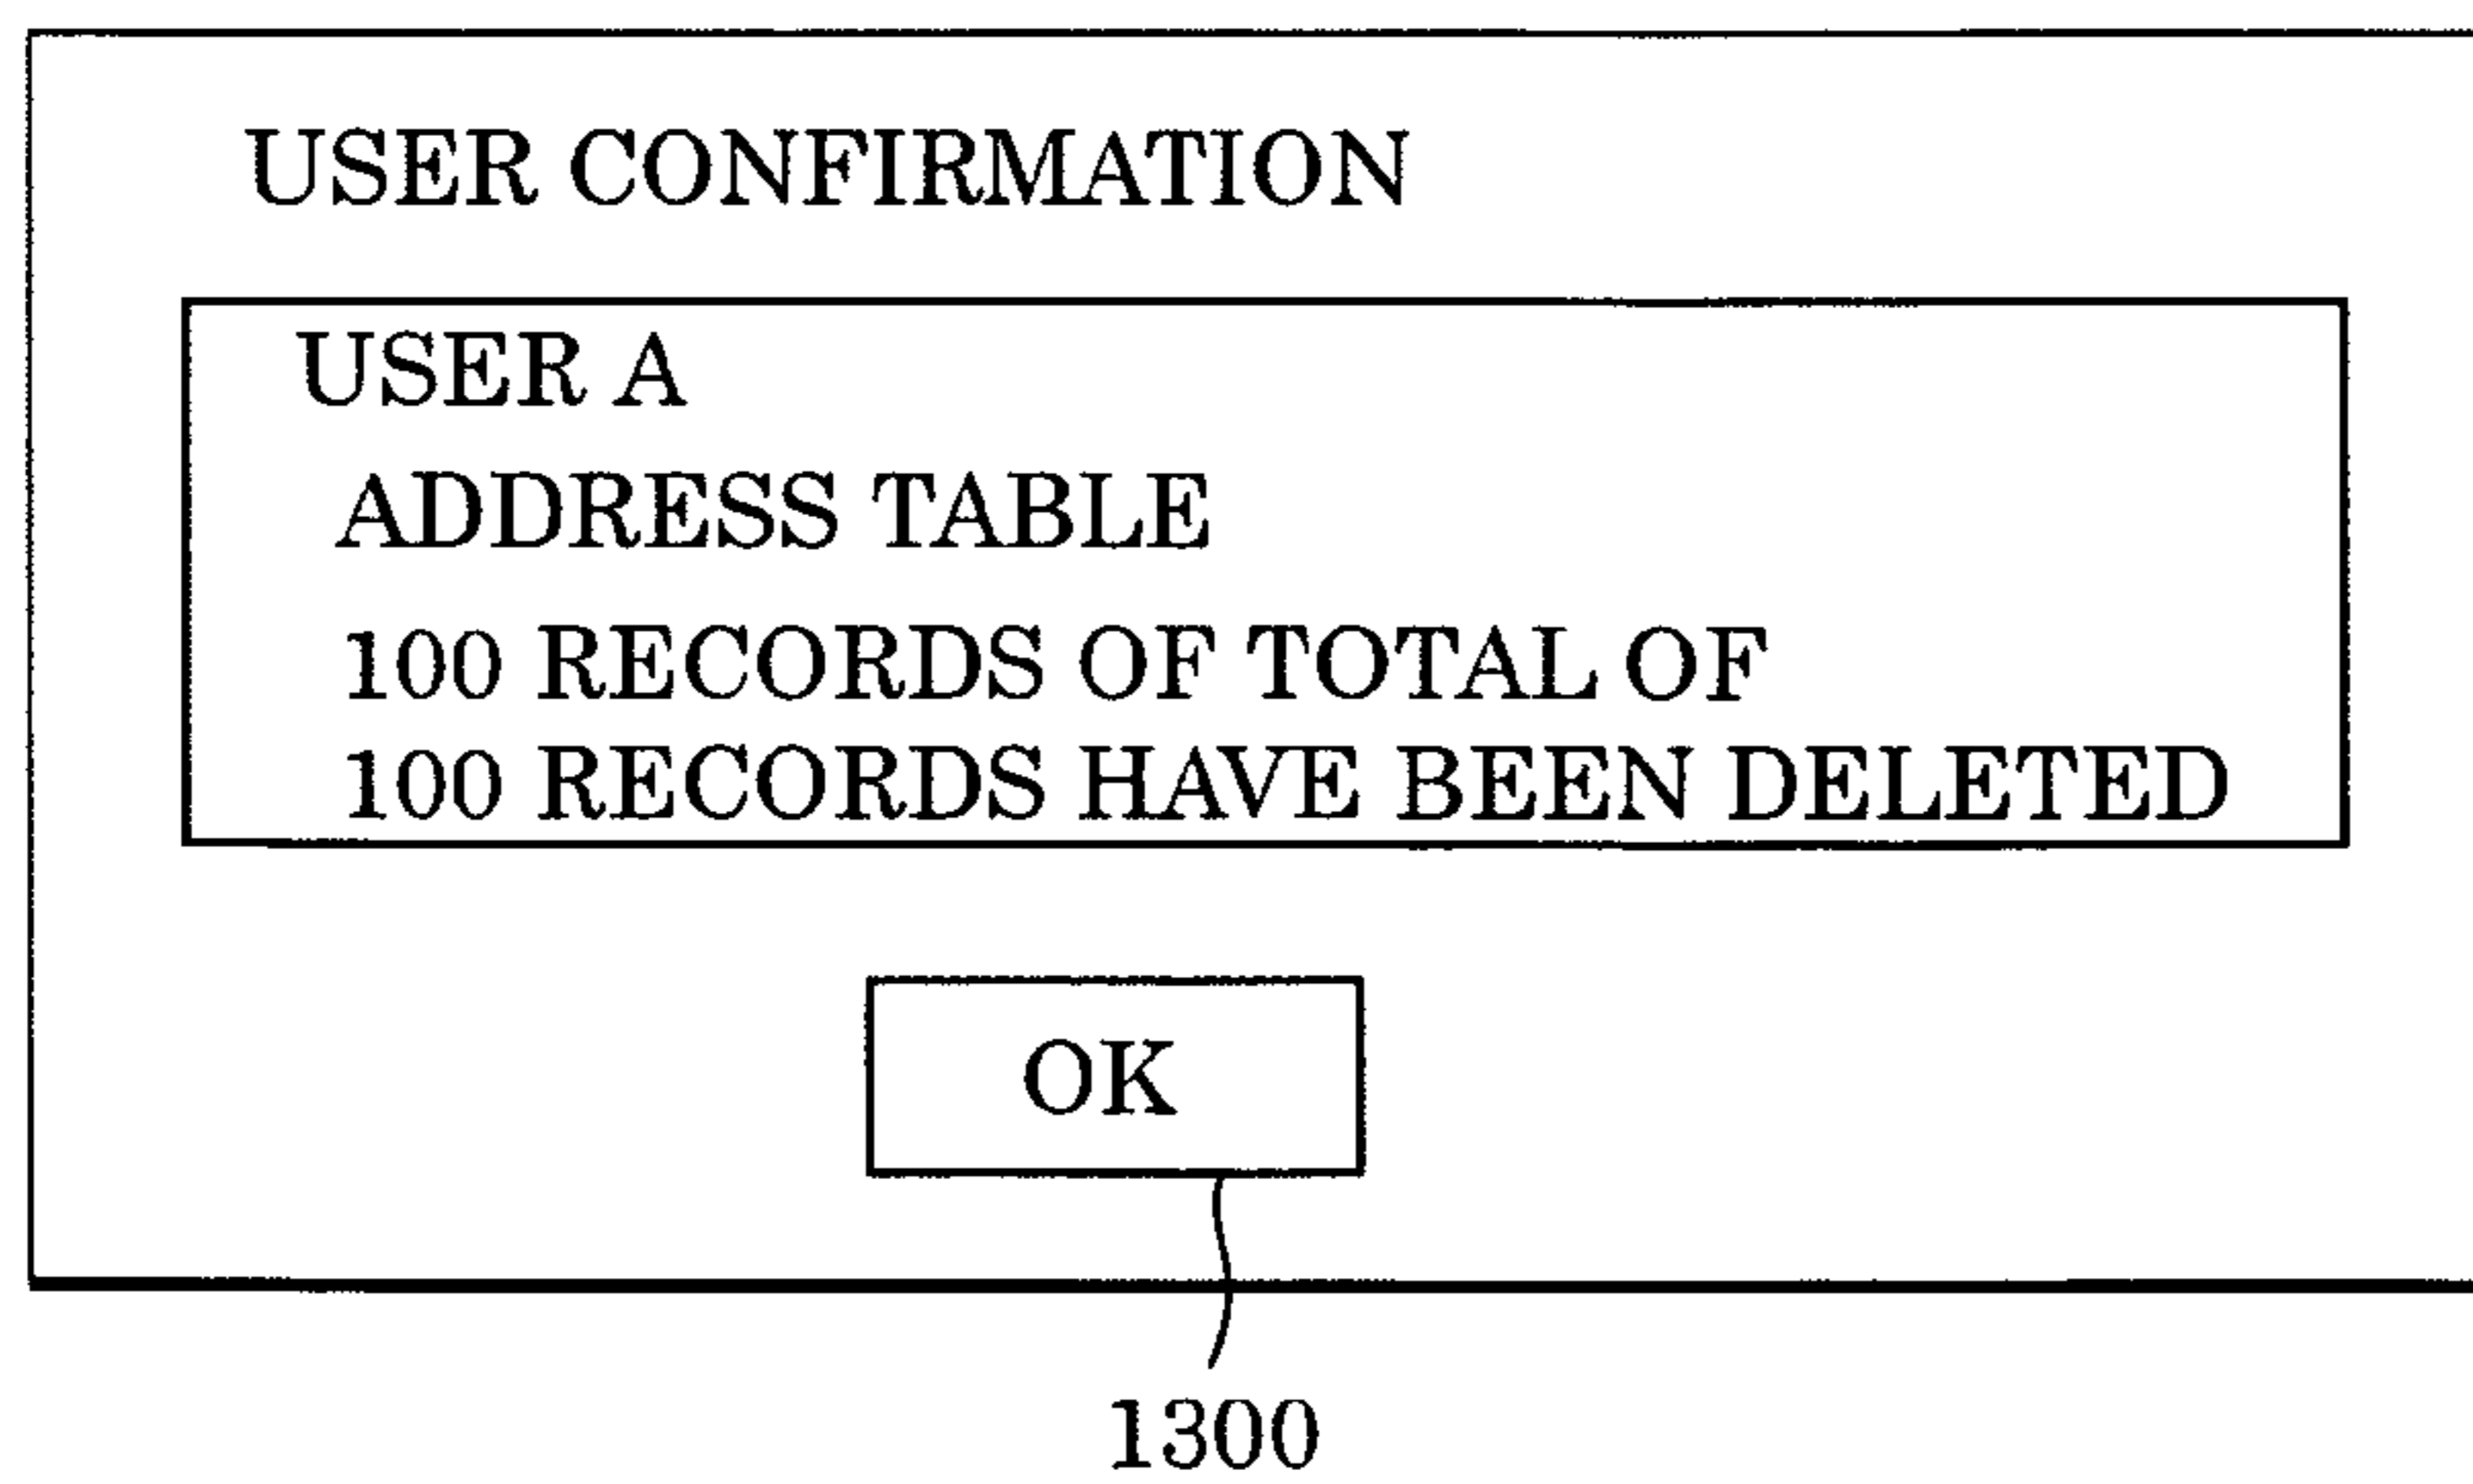 USER CONFIRMATION
USER A
ADDRESS TABLE
100 RECORDS OF TOTAL OF
100 RECORDS HAVE BEEN DELETED
OK
1300